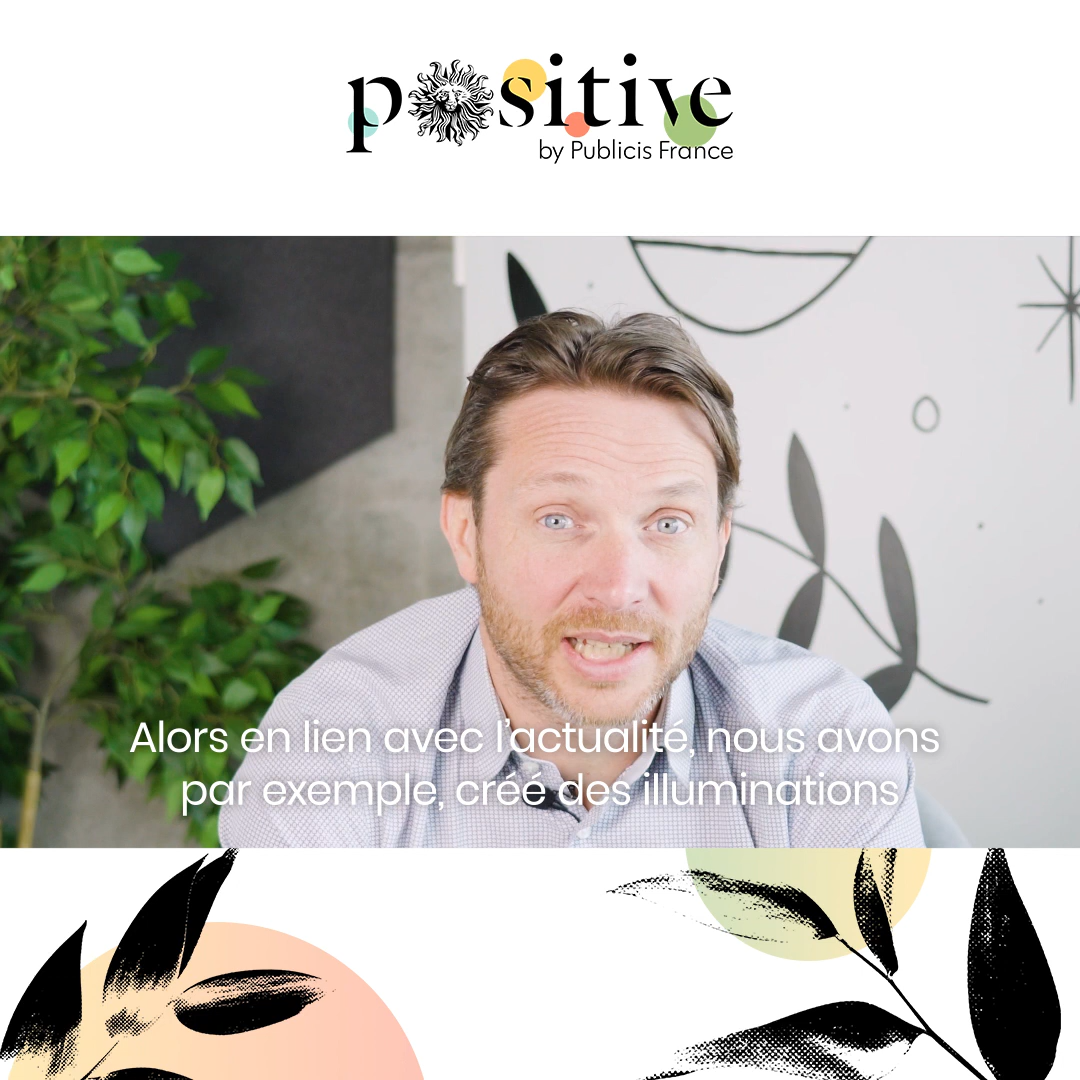 positive
by Publicis France
Alors en lien avec l'actualité, nous avons
par exemple, créé des illuminations